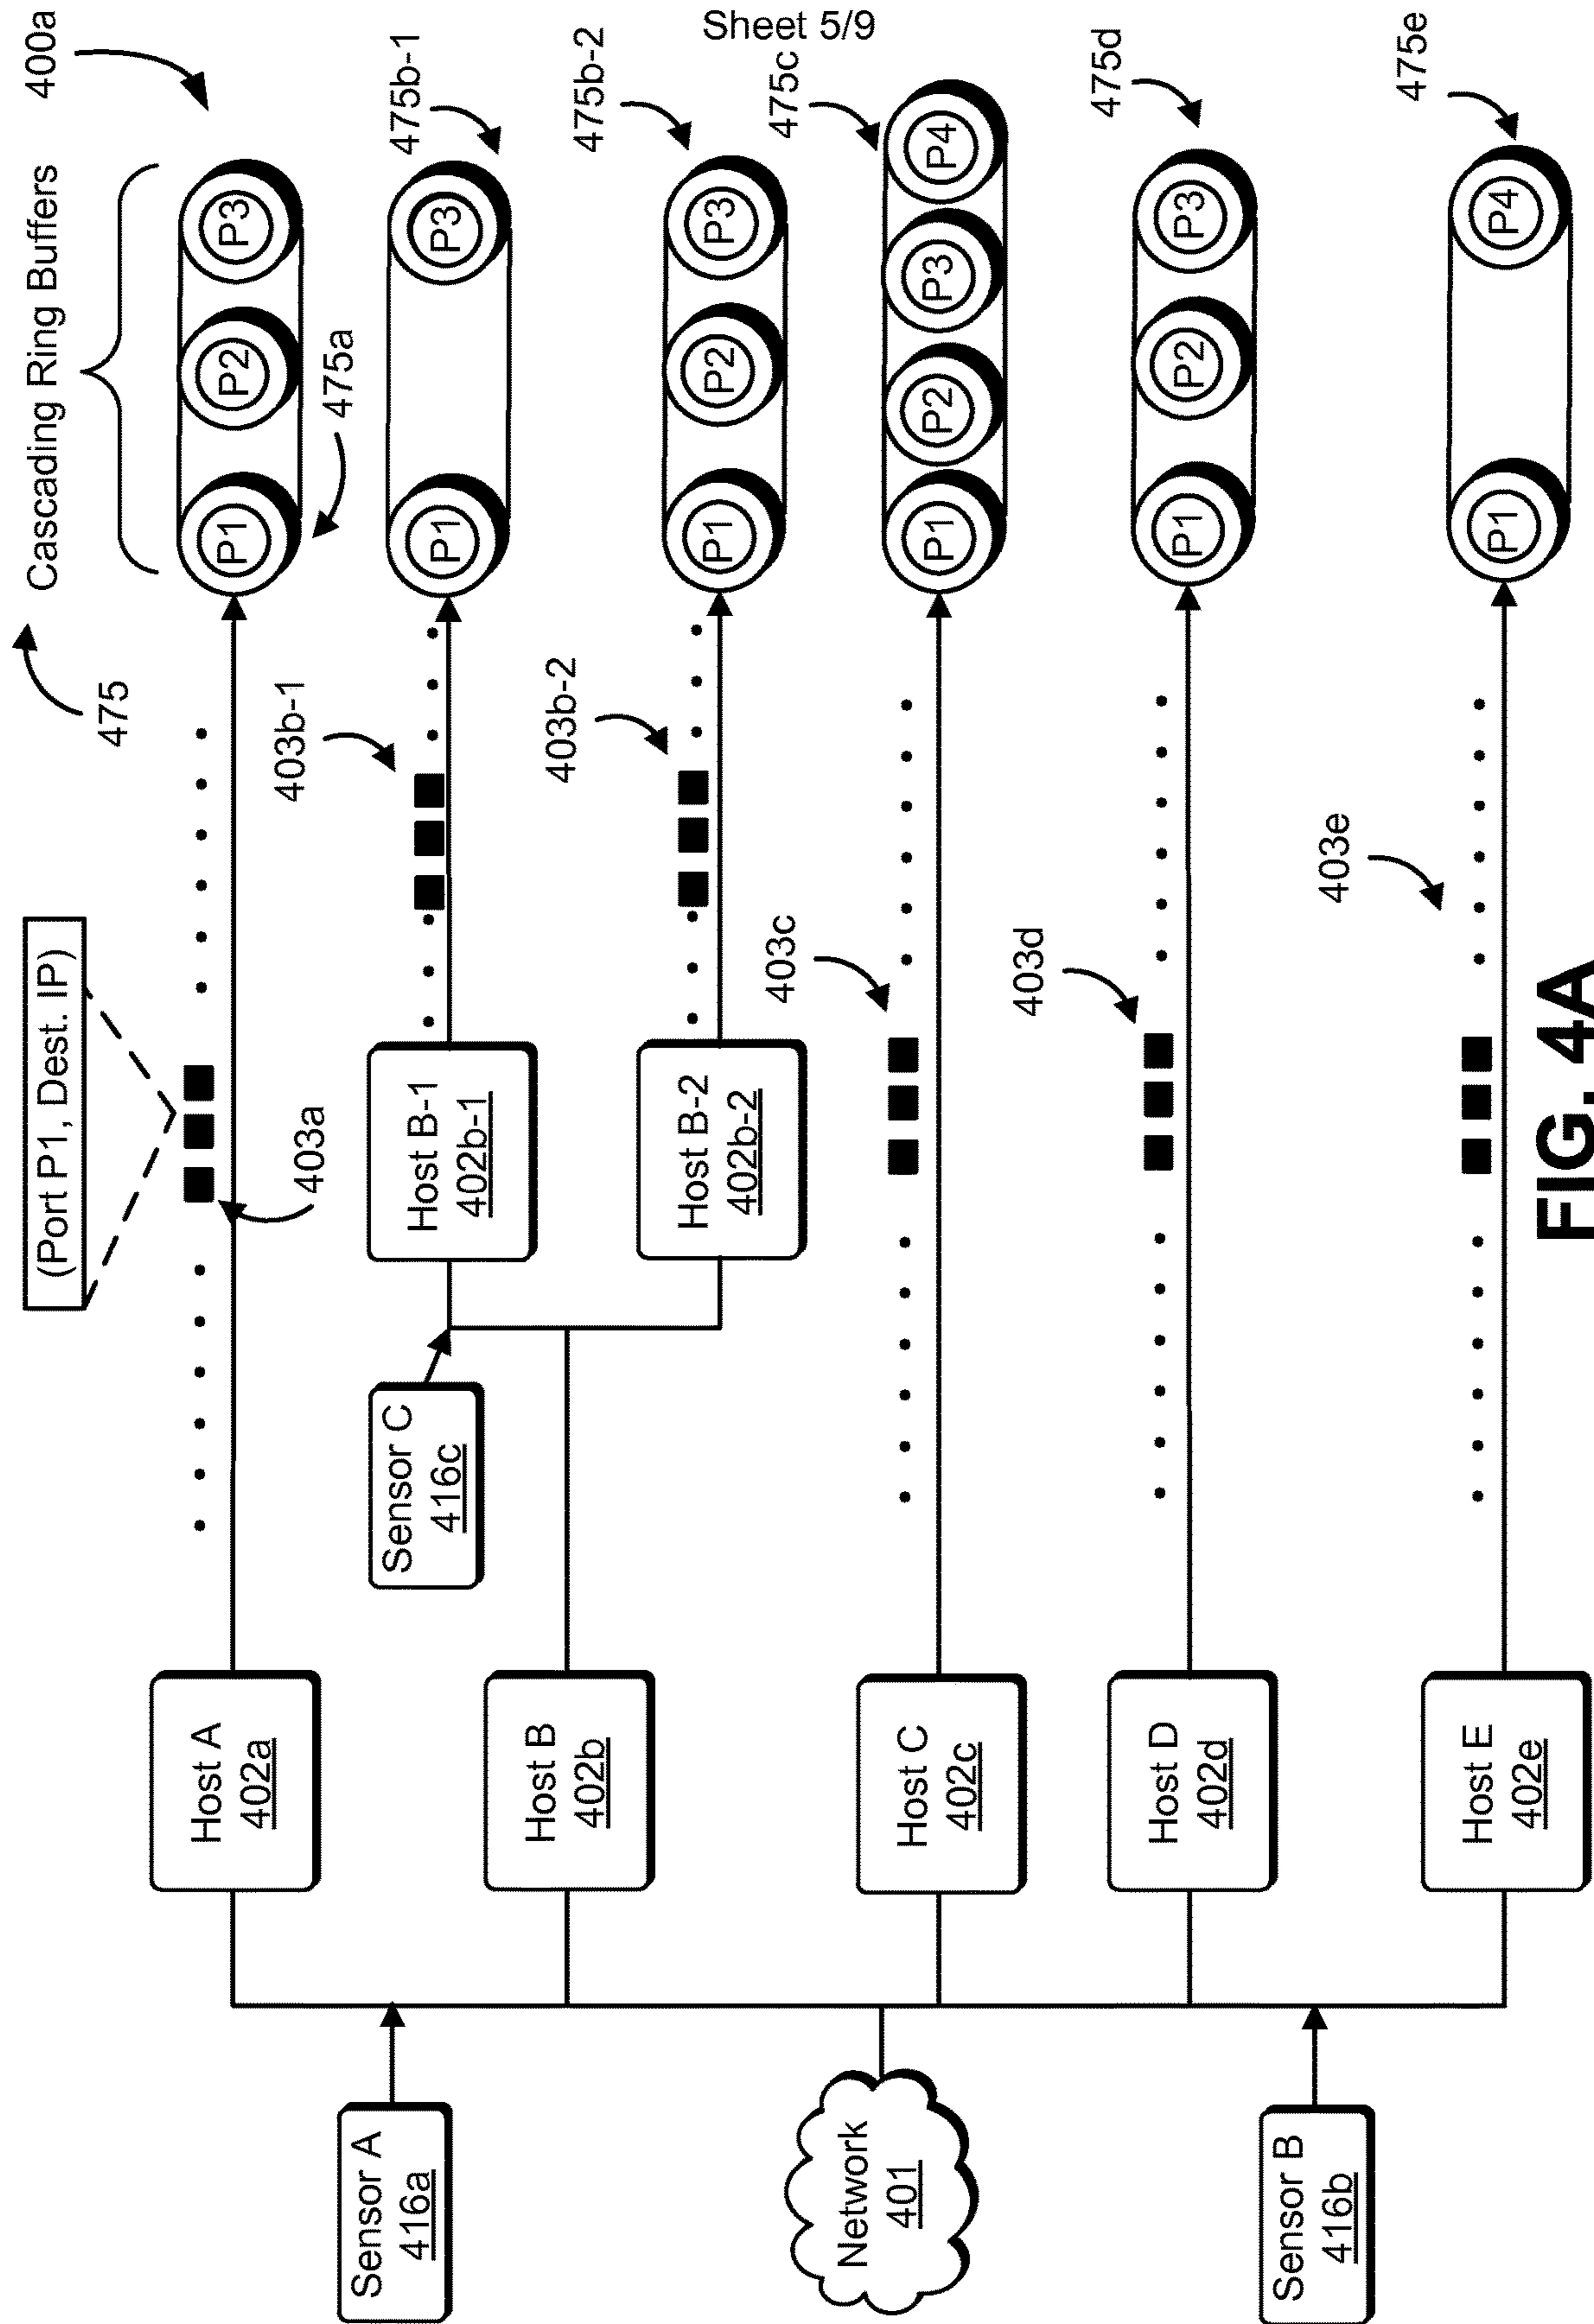 Sheet 5/9
400a
Cascading Ring Buffers
475
(Port P1, Dest. IP)
403a
475a
P1
P2
P3
Host A
402a
Sensor A
416a
475b-1
P1
P3
403b-1
Host B-1
402b-1
Sensor C
416c
Host B
402b
475b-2
P1
P2
P3
403b-2
Host B-2
402b-2
Network
401
475c
P1
P2
P3
P4
403c
Host C
402c
475d
P1
P2
P3
403d
Host D
402d
475e
P1
P4
403e
Host E
402e
Sensor B
416b
FIG. 4A